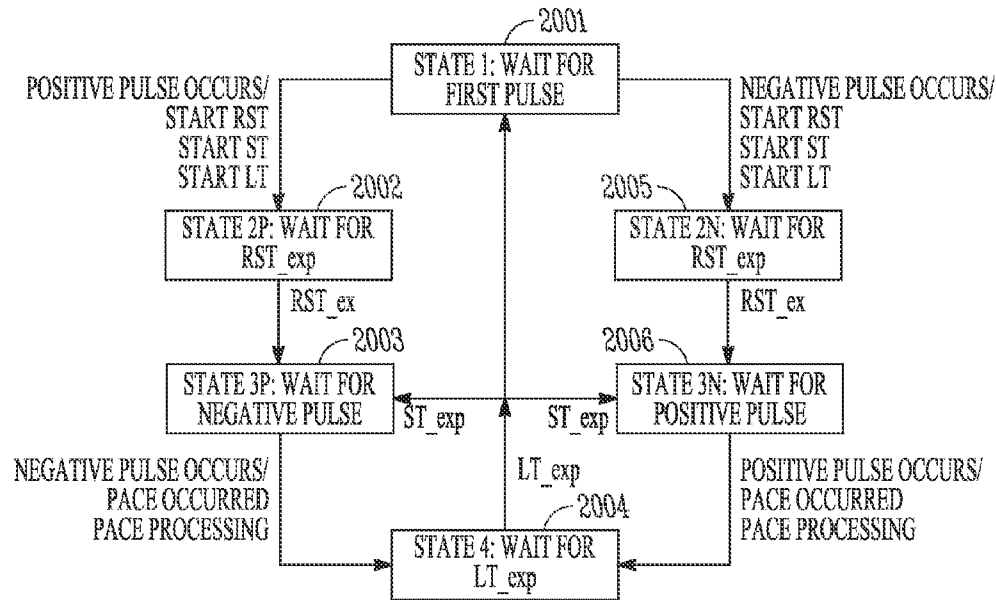 2001
STATE 1: WAIT FOR
FIRST PULSE
POSITIVE PULSE OCCURS/
START RST
START ST
START LT
NEGATIVE PULSE OCCURS/
START RST
START ST
START LT
2002
STATE 2P: WAIT FOR
RST_exp
2005
STATE 2N: WAIT FOR
RST_exp
RST_ex
RST_ex
2003
STATE 3P: WAIT FOR
NEGATIVE PULSE
2006
STATE 3N: WAIT FOR
POSITIVE PULSE
ST_exp
ST_exp
NEGATIVE PULSE OCCURS/
PACE OCCURRED
PACE PROCESSING
LT_exp
POSITIVE PULSE OCCURS/
PACE OCCURRED
PACE PROCESSING
2004
STATE 4: WAIT FOR
LT_exp